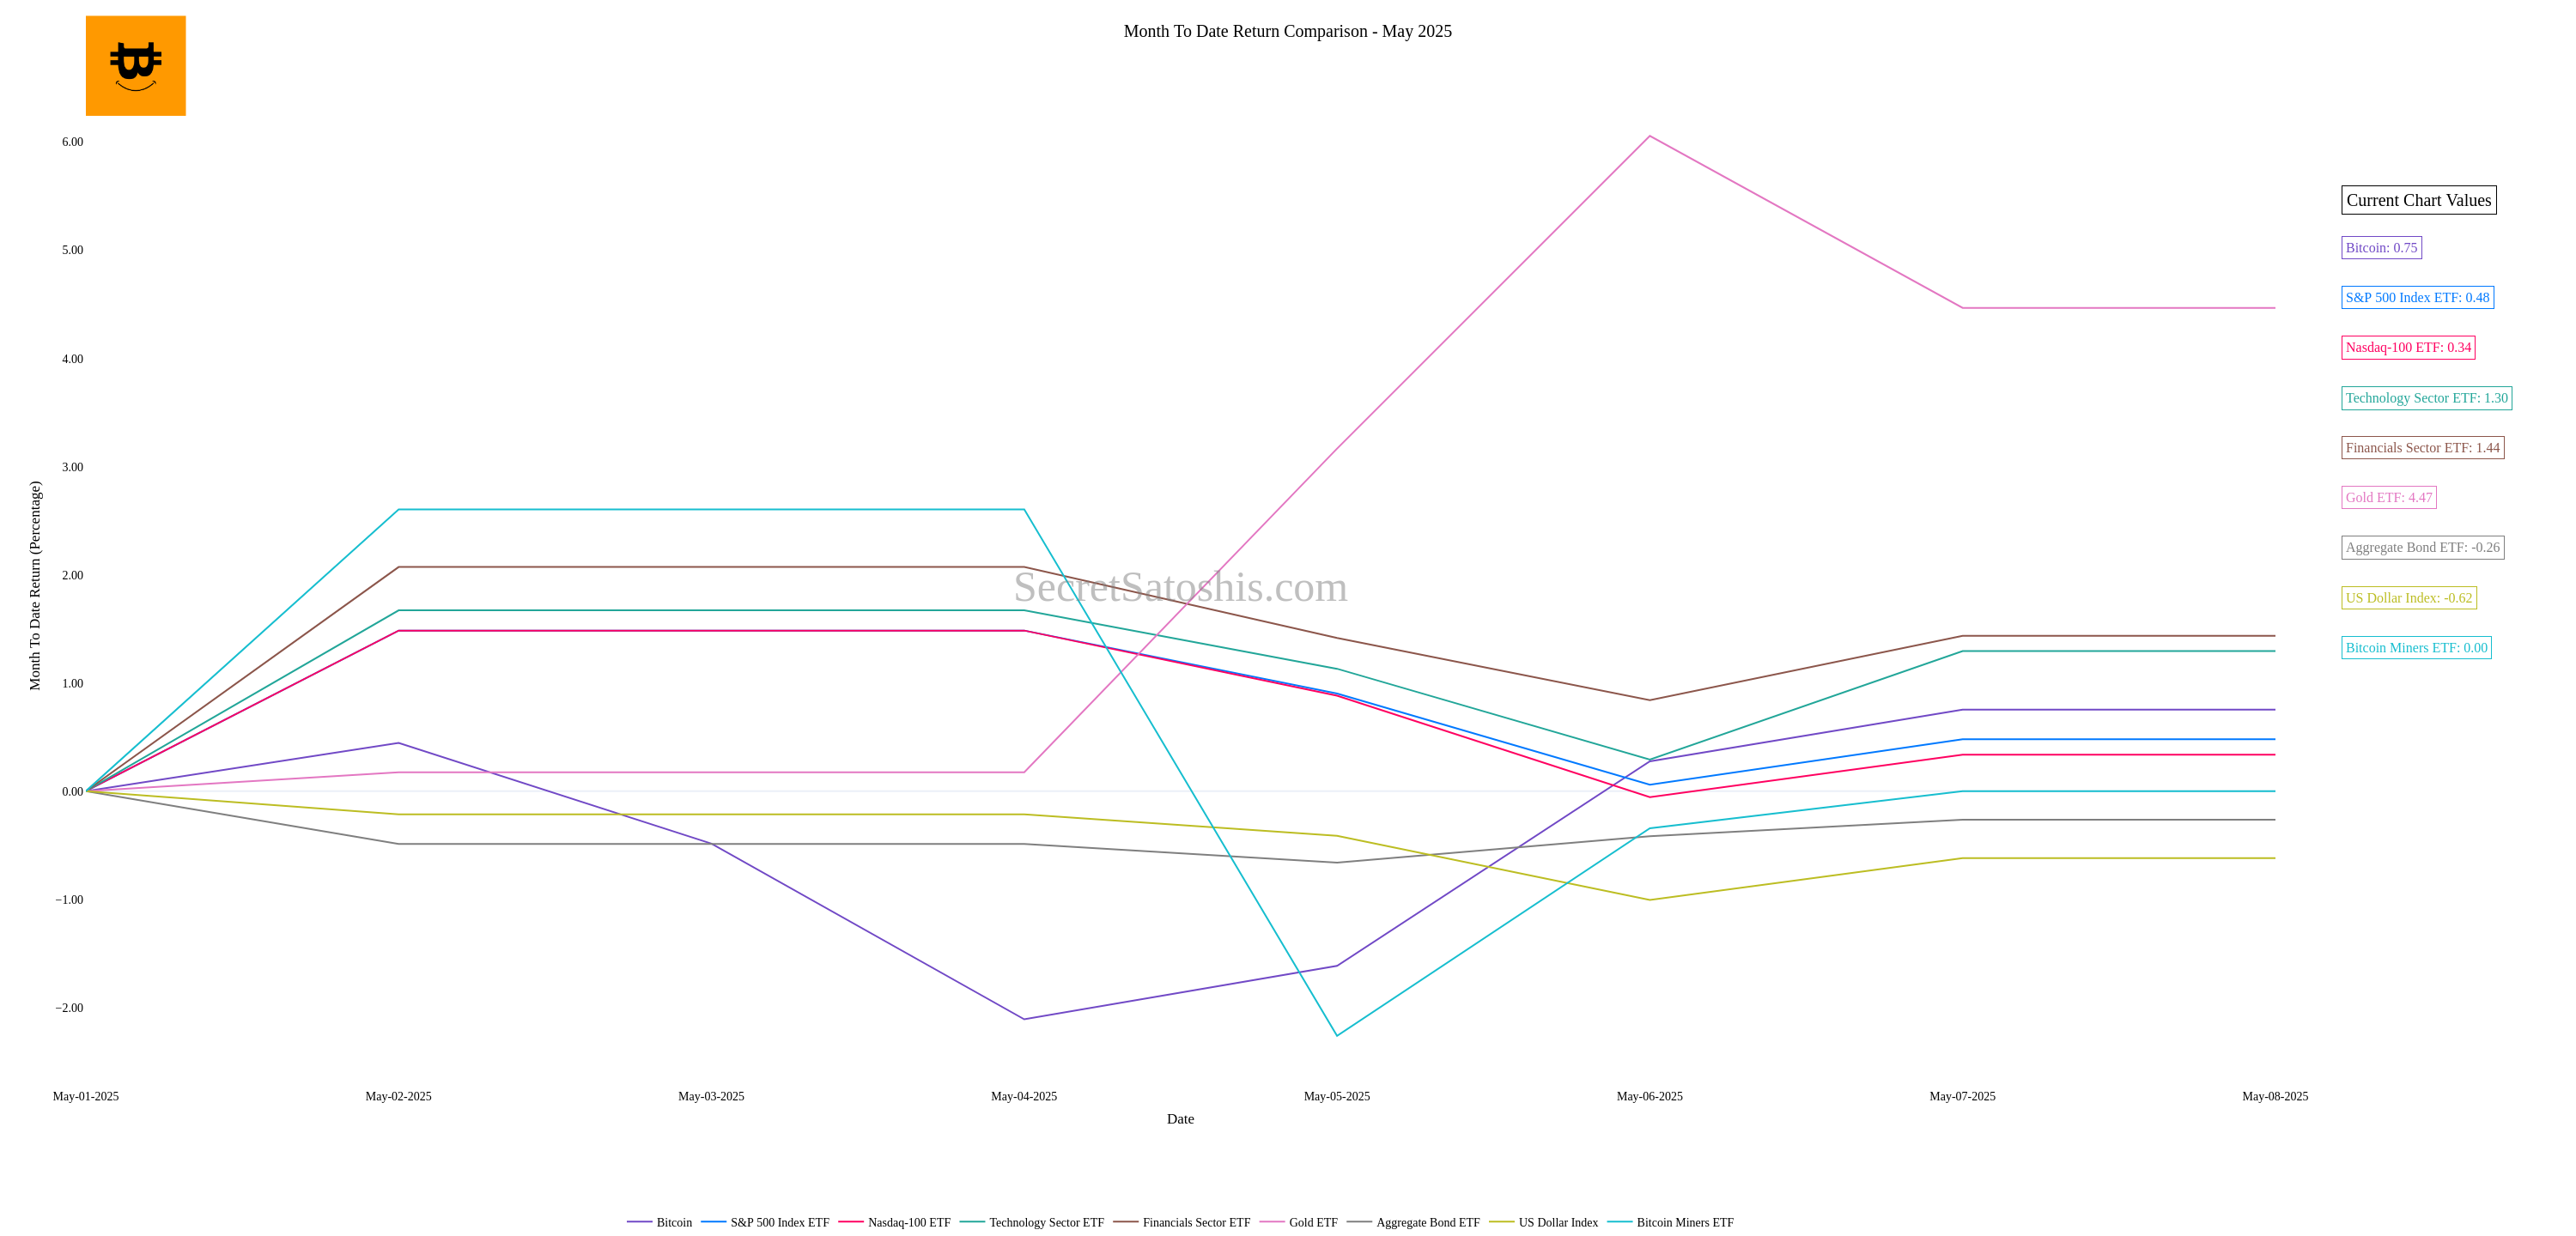 Month To Date Return Comparison - May 2025
6.00
5.00
4.00
3.00
2.00
1.00
0.00
−1.00
−2.00
Month To Date Return (Percentage)
SecretSatoshis.com
Current Chart Values
Bitcoin: 0.75
S&P 500 Index ETF: 0.48
Nasdaq-100 ETF: 0.34
Technology Sector ETF: 1.30
Financials Sector ETF: 1.44
Gold ETF: 4.47
Aggregate Bond ETF: -0.26
US Dollar Index: -0.62
Bitcoin Miners ETF: 0.00
May-01-2025 May-02-2025 May-03-2025 May-04-2025 May-05-2025 May-06-2025 May-07-2025 May-08-2025
Date
Bitcoin S&P 500 Index ETF Nasdaq-100 ETF Technology Sector ETF Financials Sector ETF Gold ETF Aggregate Bond ETF US Dollar Index Bitcoin Miners ETF